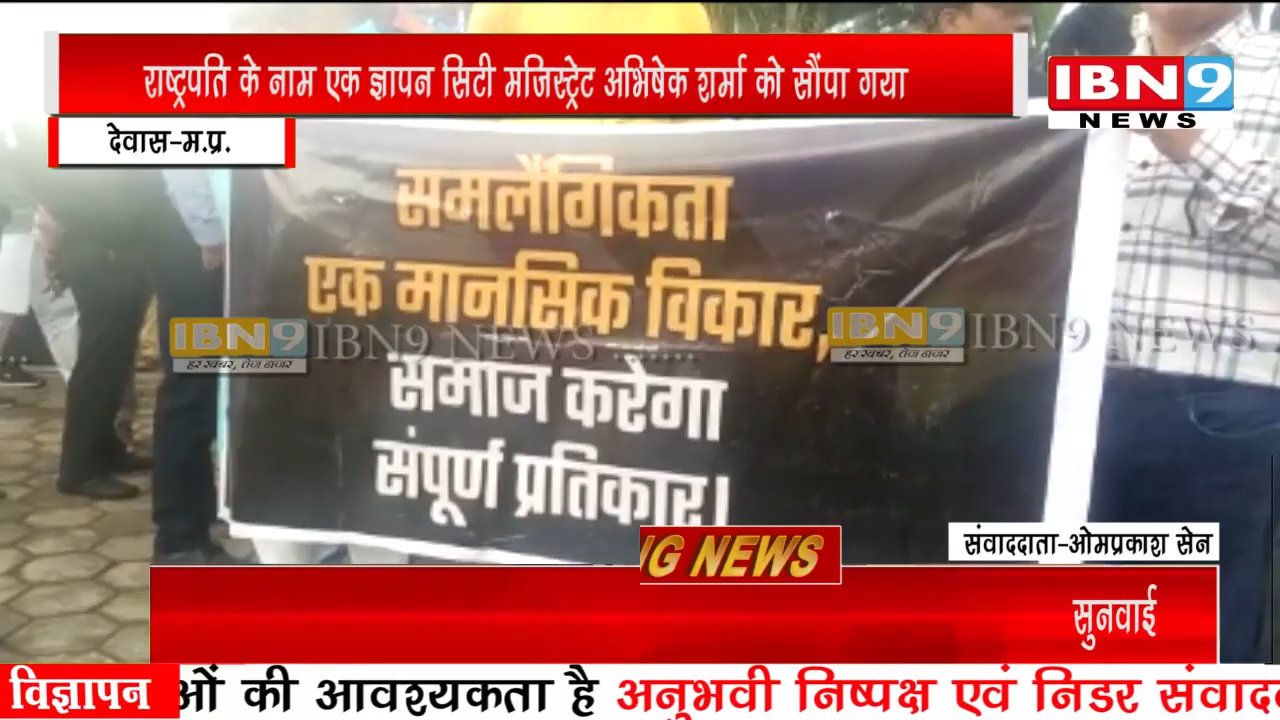 राष्ट्रपति के नाम एक ज्ञापन सिटी मजिस्ट्रेट अभिषेक शर्मा को सौंपा गया
IBN9
NEWS
देवास-म.प्र.
समलैंगिकता
एक मानसिक विकार,
समाज करेगा
संपूर्ण प्रतिकार।
IBN9
हर खबर, तेज नजर
IBN9 NEWS
IBN9
हर खबर, तेज नजर
IBN9 NEWS
संवाददाता-ओमप्रकाश सेन
NG NEWS
सुनवाई
विज्ञापन
ओं की आवश्यकता है अनुभवी निष्पक्ष एवं निडर संवाद